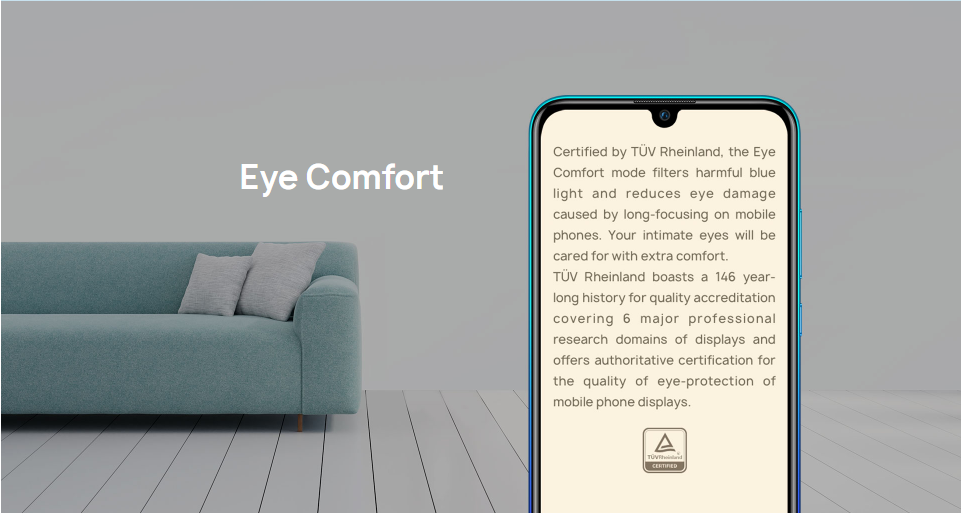 Eye Comfort
Certified by TÜV Rheinland, the Eye
Comfort mode filters harmful blue
light and reduces eye damage
caused by long-focusing on mobile
phones. Your intimate eyes will be
cared for with extra comfort.
TÜV Rheinland boasts a 146 year-
long history for quality accreditation
covering 6 major professional
research domains of displays and
offers authoritative certification for
the quality of eye-protection of
mobile phone displays.
TÜVRheinland
CERTIFIED